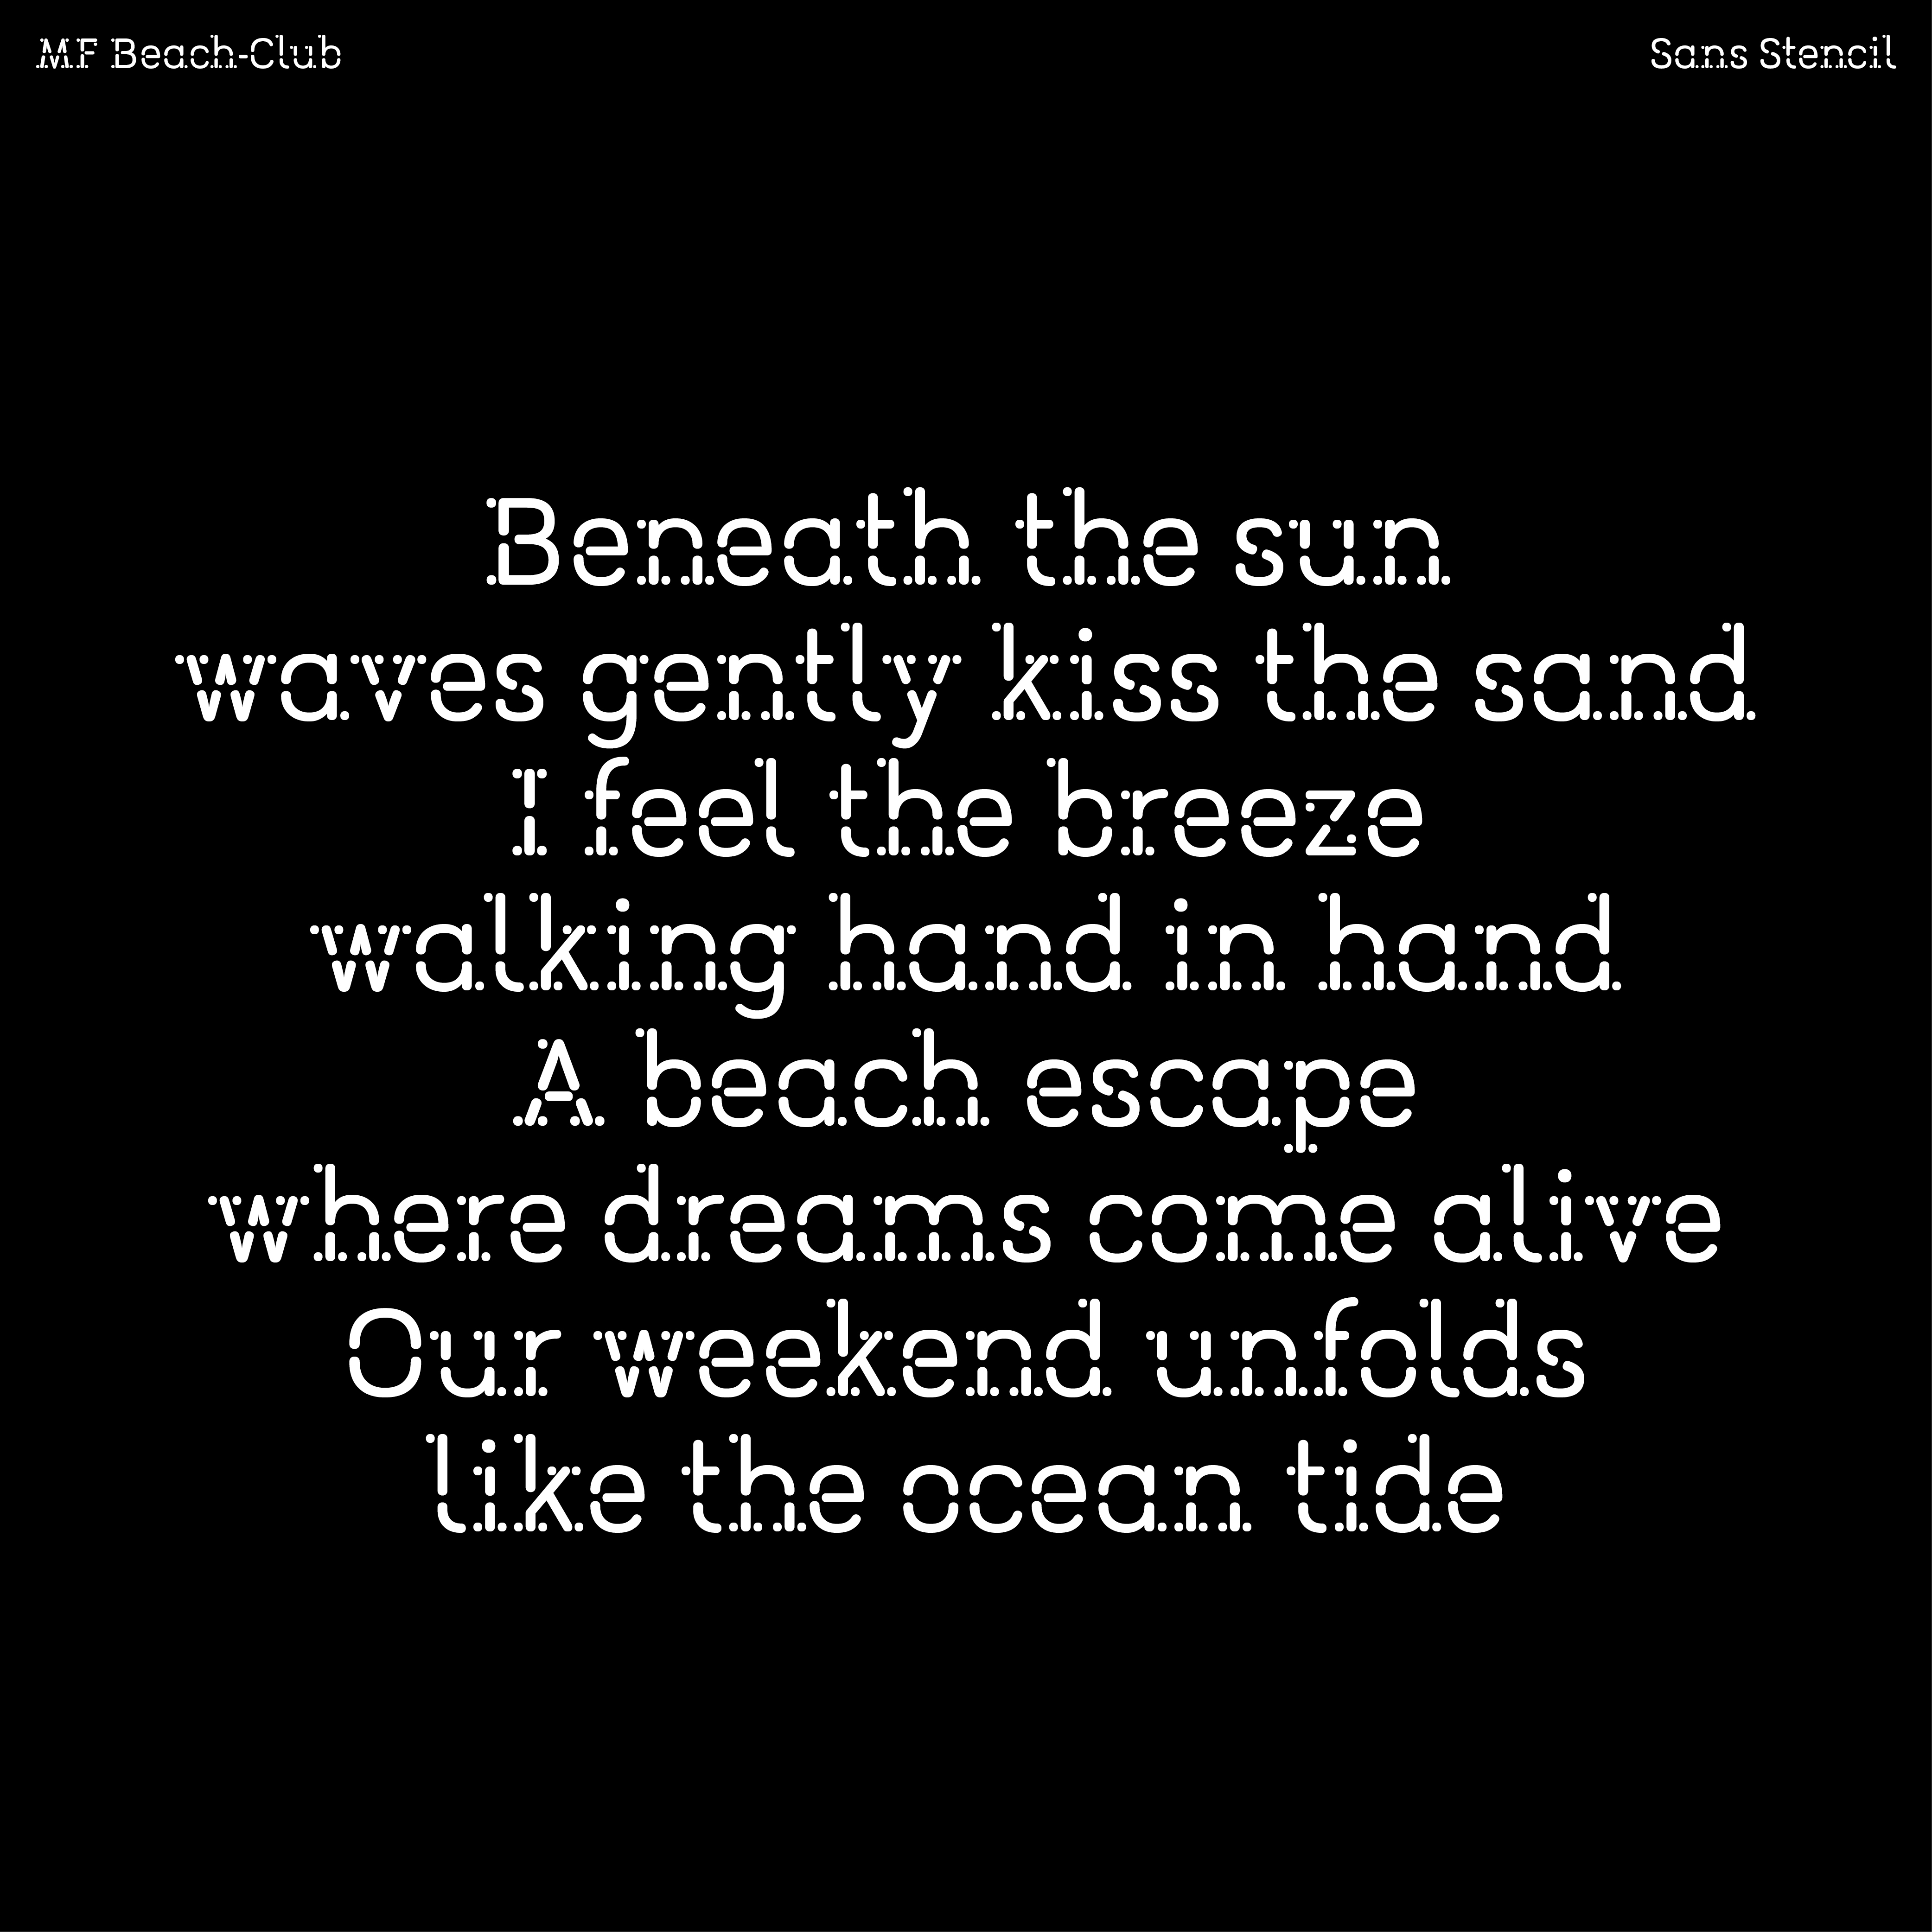 MF Beach-Club
Sans Stencil
Beneath the sun
waves gently kiss the sand
I feel the breeze
walking hand in hand
A beach escape
where dreams come alive
Our weekend unfolds
like the ocean tide